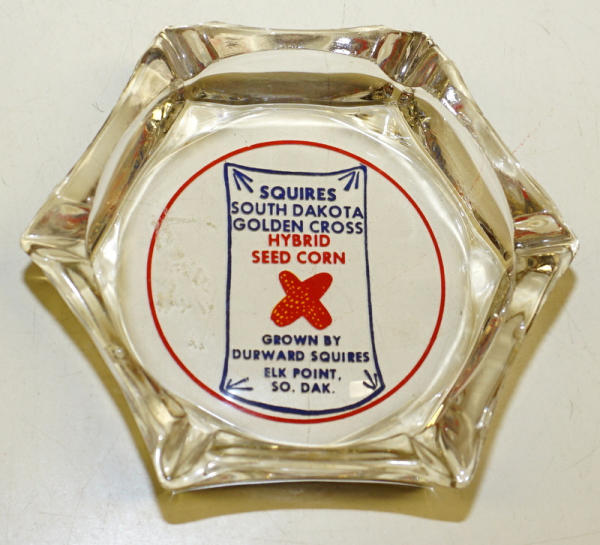 SQUIRES
SOUTH DAKOTA
GOLDEN CROSS
HYBRID
SEED CORN
GROWN BY
DURWARD SQUIRES
ELK POINT,
SO. DAK.